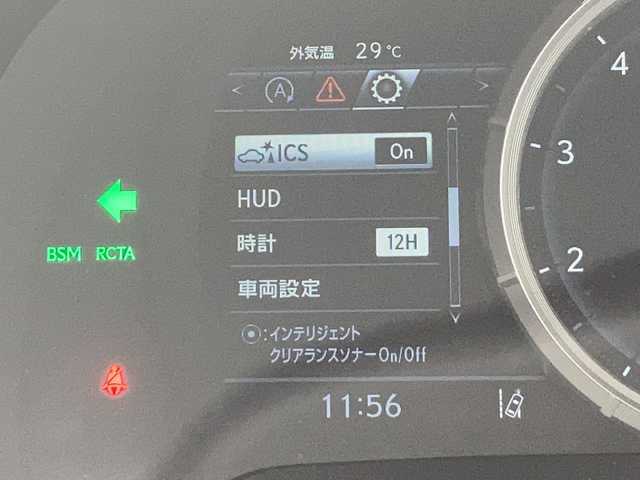 外気温 29℃
< A >
ICS On
HUD
時計 12H
BSM RCTA
車両設定
:インテリジェント
クリアランスソナーOn/Off
11:56
4
3
2